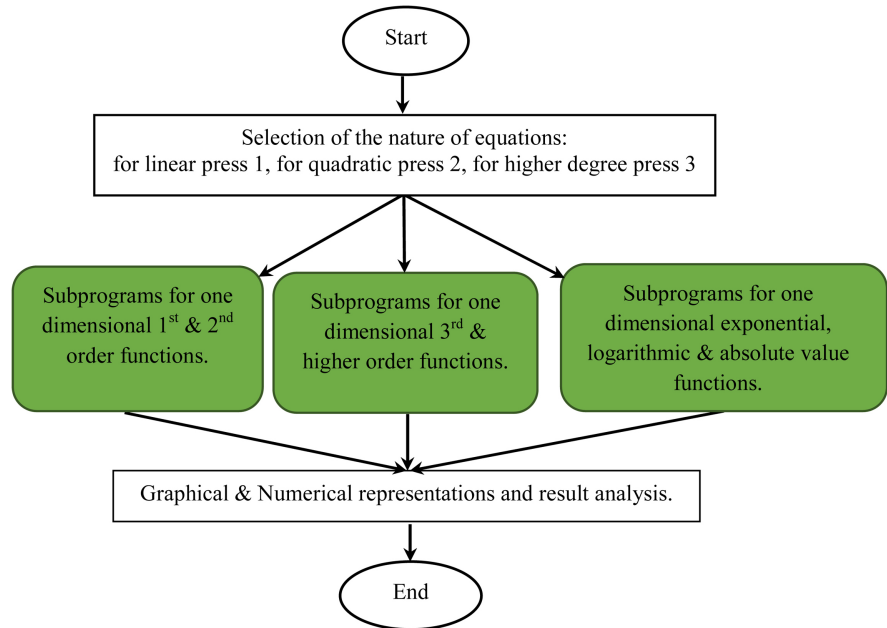 Start
Selection of the nature of equations:
for linear press 1, for quadratic press 2, for higher degree press 3
Subprograms for one
dimensional 1st & 2nd
order functions.
Subprograms for one
dimensional 3rd &
higher order functions.
Subprograms for one
dimensional exponential,
logarithmic & absolute value
functions.
Graphical & Numerical representations and result analysis.
End